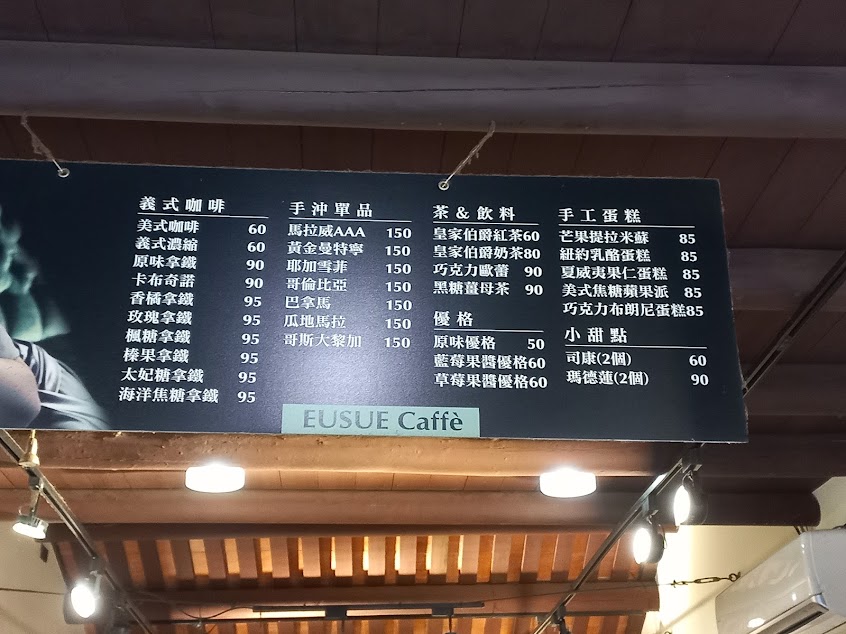 義式咖啡
美式咖啡 60
義式濃縮 60
原味拿鐵 90
卡布奇諾 90
香橘拿鐵 95
玫瑰拿鐵 95
楓糖拿鐵 95
榛果拿鐵 95
太妃糖拿鐵 95
海洋焦糖拿鐵 95
手沖單品
馬拉威AAA 150
黃金曼特寧 150
耶加雪菲 150
哥倫比亞 150
巴拿馬 150
瓜地馬拉 150
哥斯大黎加 150
茶&飲料
皇家伯爵紅茶60
皇家伯爵奶茶80
巧克力歐蕾 90
黑糖薑母茶 90
優格
原味優格 50
藍莓果醬優格60
草莓果醬優格60
手工蛋糕
芒果提拉米蘇 85
紐約乳酪蛋糕 85
夏威夷果仁蛋糕 85
美式焦糖蘋果派 85
巧克力布朗尼蛋糕85
小甜點
司康(2個) 60
瑪德蓮(2個) 90
EUSUE Caffè